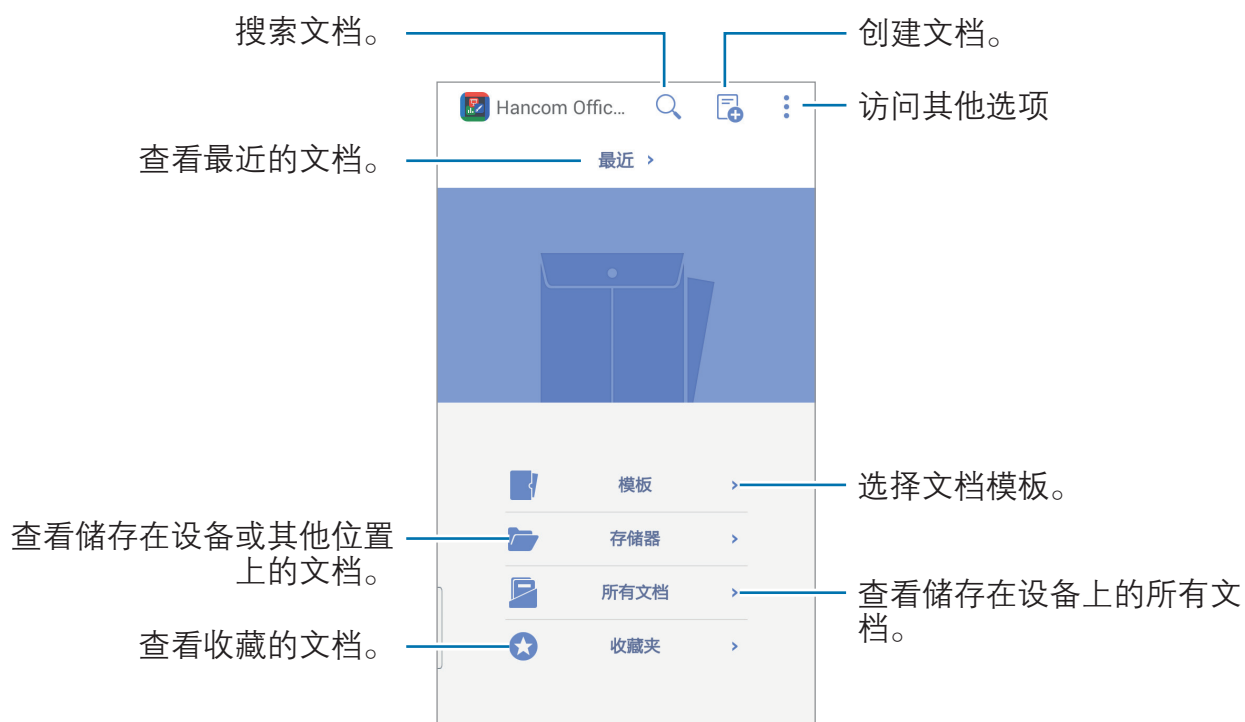 搜索文档。
创建文档。
Hancom Offic...
访问其他选项
查看最近的文档。
最近
模板
选择文档模板。
查看储存在设备或其他位置
上的文档。
存储器
所有文档
查看储存在设备上的所有文
档。
查看收藏的文档。
收藏夹